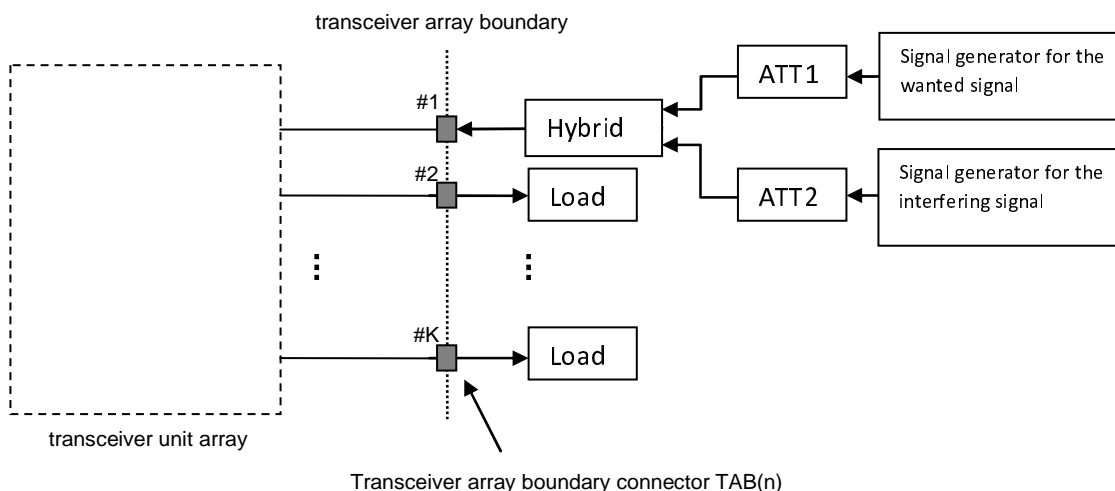 transceiver array boundary
Signal generator for the
wanted signal
ATT1
#1
Hybrid
#2
Load
ATT2
Signal generator for the
interfering signal
...
...
#K
Load
transceiver unit array
Transceiver array boundary connector TAB(n)